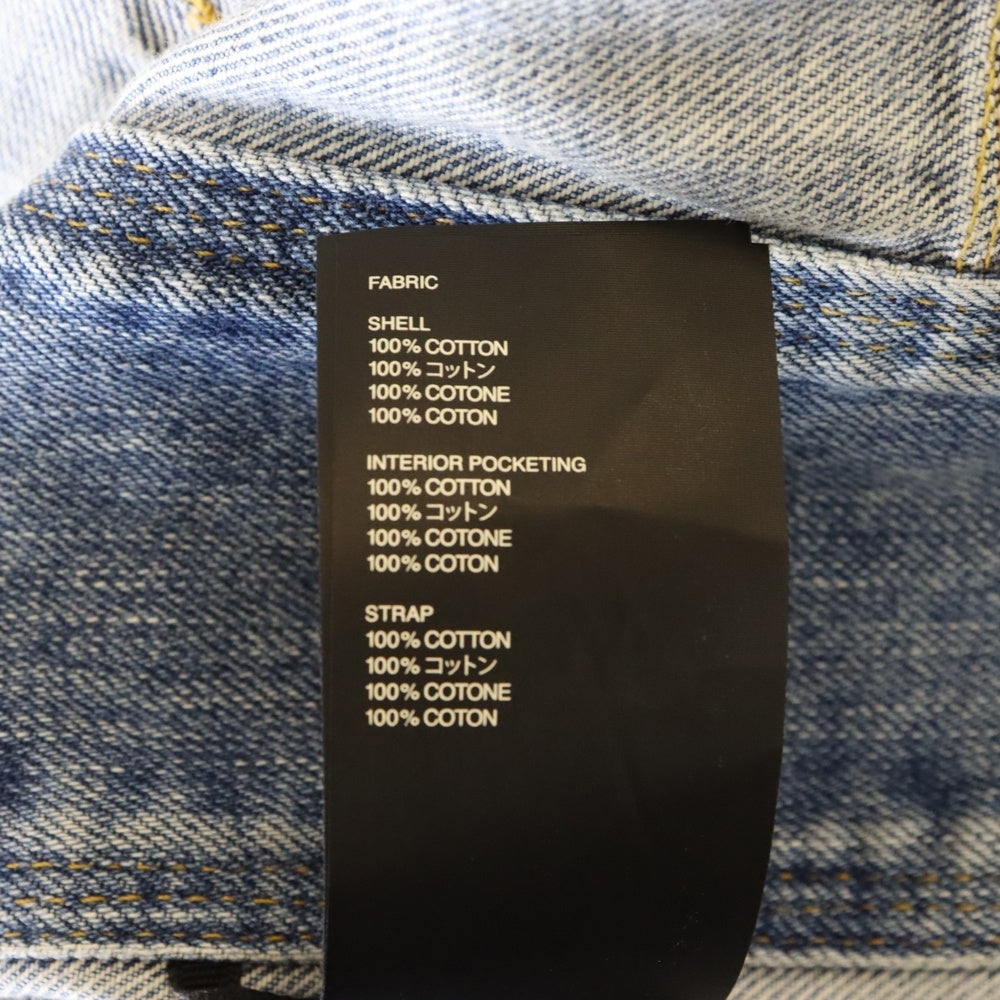 FABRIC
SHELL
100% COTTON
100% コットン
100% COTONE
100% COTON
INTERIOR POCKETING
100% COTTON
100% コットン
100% COTONE
100% COTON
STRAP
100% COTTON
100% コットン
100% COTONE
100% COTON